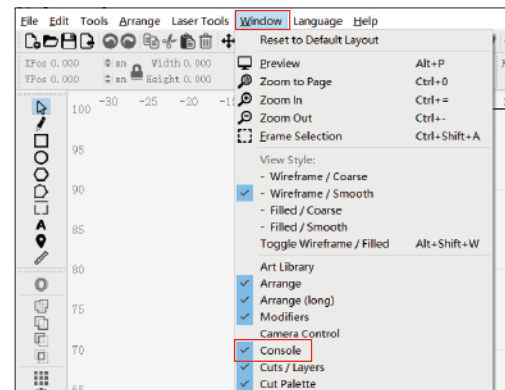 File Edit Tools Arrange Laser Tools Window Language Help
Reset to Default Layout
XPos 0.000 mm Width 0.000
YPos 0.000 mm Height 0.000
Preview Alt+P
Zoom to Page Ctrl+0
Zoom In Ctrl+=
Zoom Out Ctrl+-
Frame Selection Ctrl+Shift+A
View Style:
- Wireframe / Coarse
- Wireframe / Smooth
- Filled / Coarse
- Filled / Smooth
Toggle Wireframe / Filled Alt+Shift+W
Art Library
Arrange
Arrange (long)
Modifiers
Camera Control
Console
Cuts / Layers
Cut Palette
-30 -25 -20
100
95
90
85
80
75
70
65